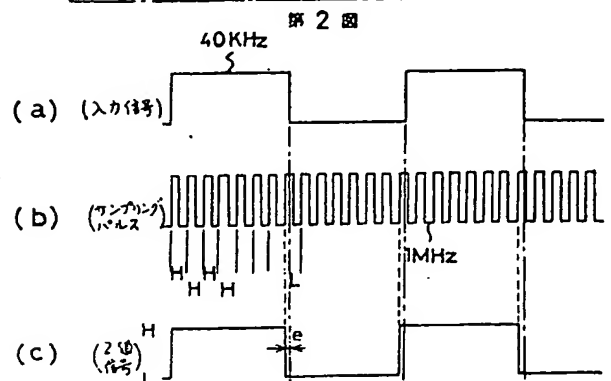 第2図
40KHz
(a) (入力信号)
(b) (サンプリングパルス)
H H H H L
1MHz
(c) (2値信号) H L
e